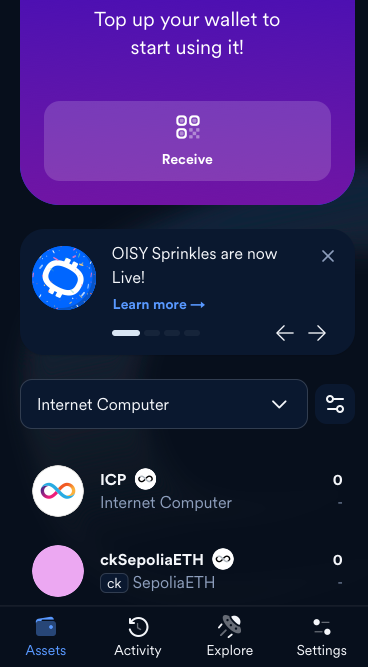 Top up your wallet to
start using it!
Receive
OISY Sprinkles are now
Live!
Learn more →
Internet Computer
ICP
0
Internet Computer
-
ckSepoliaETH
0
ck SepoliaETH
-
Assets
Activity
Explore
Settings